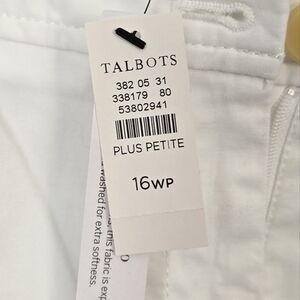 TALBOTS
382 05 31
338179 80
53802941
PLUS PETITE
16WP
this fabric is exp
washed for extra
softness.